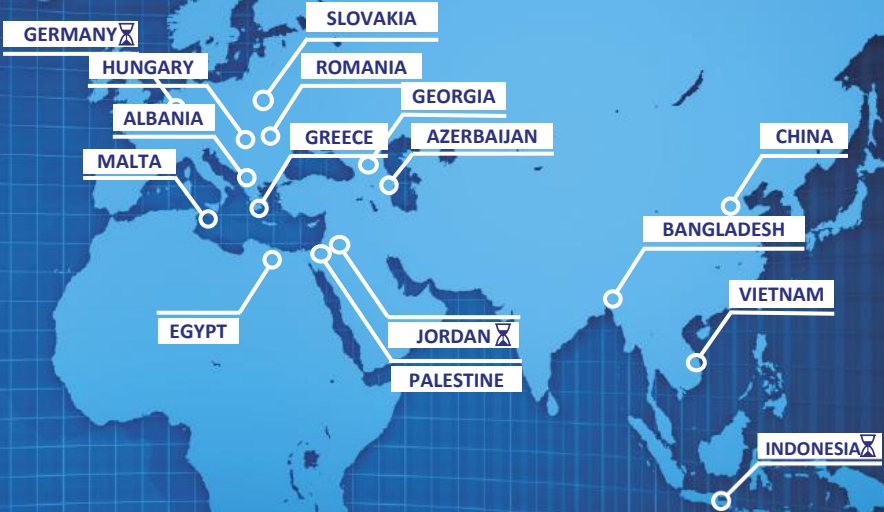 SLOVAKIA
GERMANY
HUNGARY
ROMANIA
GEORGIA
ALBANIA
GREECE
AZERBAIJAN
CHINA
MALTA
BANGLADESH
VIETNAM
EGYPT
JORDAN
PALESTINE
INDONESIA